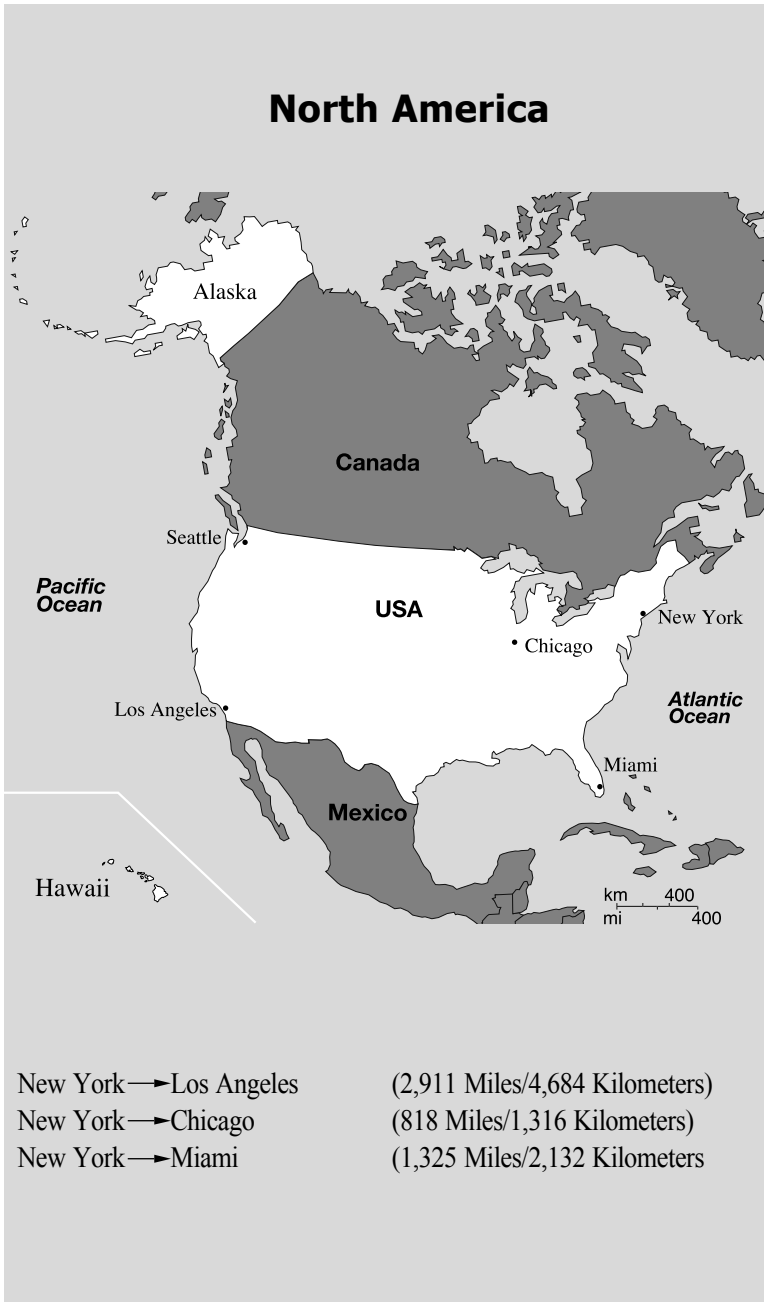 North America
Alaska
Canada
Seattle
Pacific
Ocean
USA
New York
Chicago
Los Angeles
Atlantic
Ocean
Miami
Mexico
Hawaii
km 400
mi 400
New York→Los Angeles (2,911 Miles/4,684 Kilometers)
New York→Chicago (818 Miles/1,316 Kilometers)
New York→Miami (1,325 Miles/2,132 Kilometers